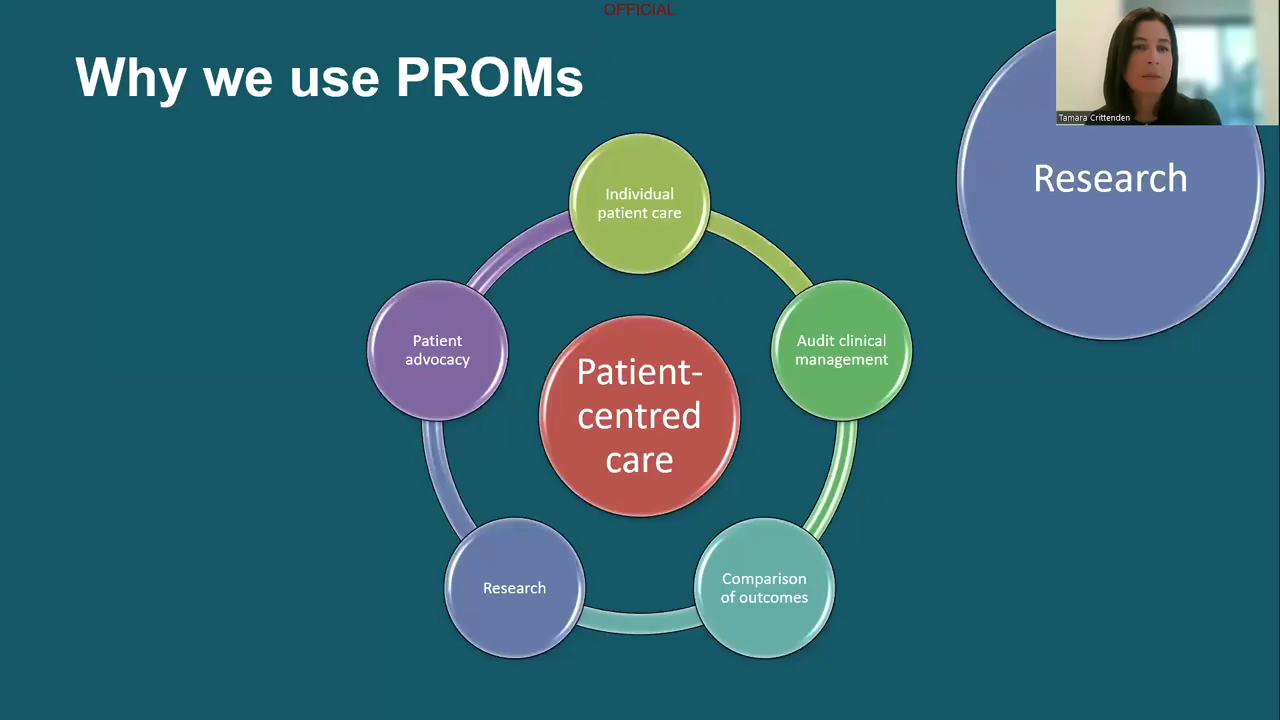 OFFICIAL
Why we use PROMs
Tamara Crittenden
Research
Individual
patient care
Patient
advocacy
Audit clinical
management
Patient-
centred
care
Research
Comparison
of outcomes